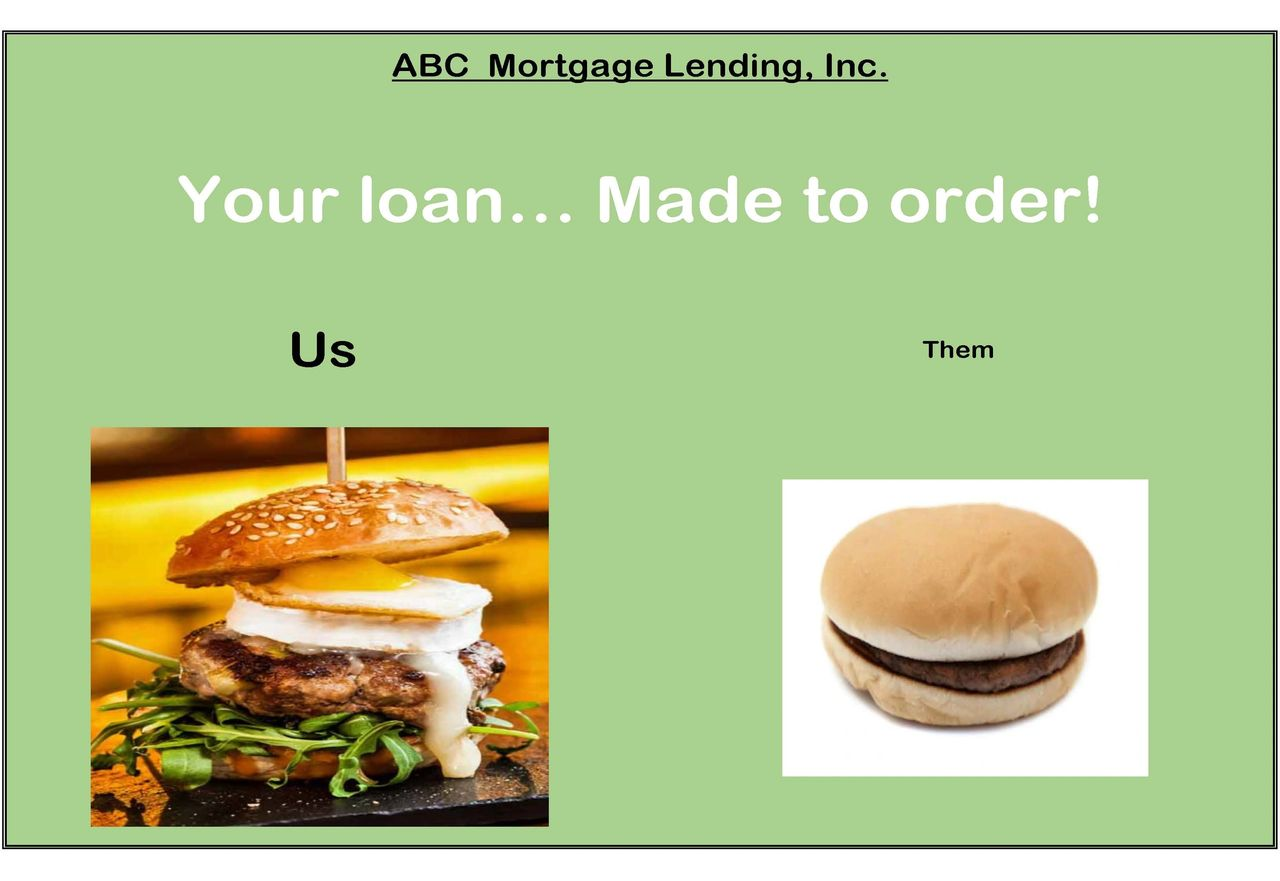 ABC  Mortgage Lending, Inc.
Your loan... Made to order!
Us
Them